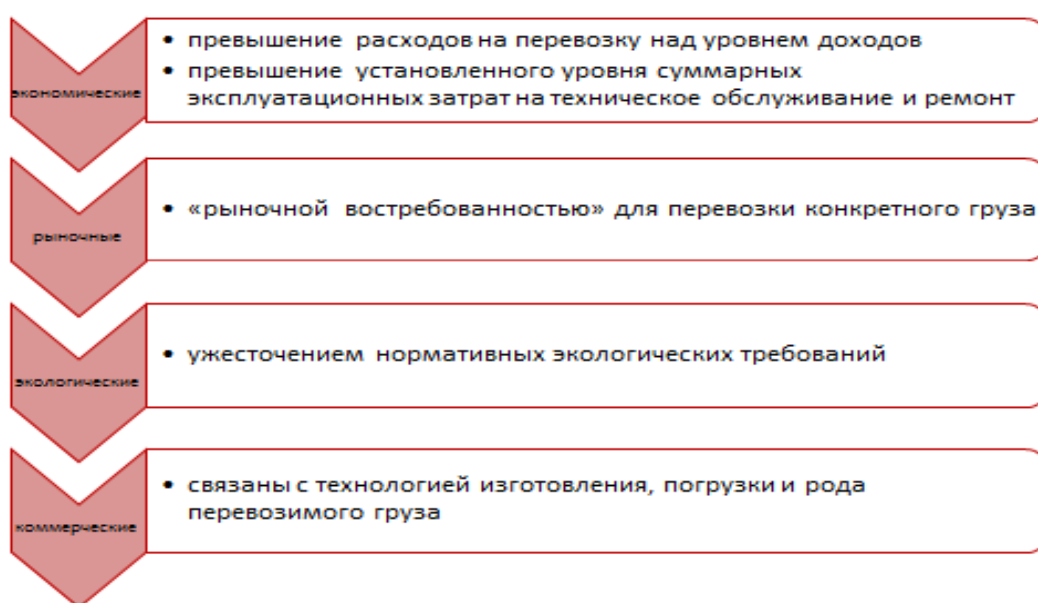 экономические
• превышение расходов на перевозку над уровнем доходов
• превышение установленного уровня суммарных
эксплуатационных затрат на техническое обслуживание и ремонт
рыночные
• «рыночной востребованностью» для перевозки конкретного груза
экологические
• ужесточением нормативных экологических требований
коммерческие
• связаны с технологией изготовления, погрузки и рода
перевозимого груза